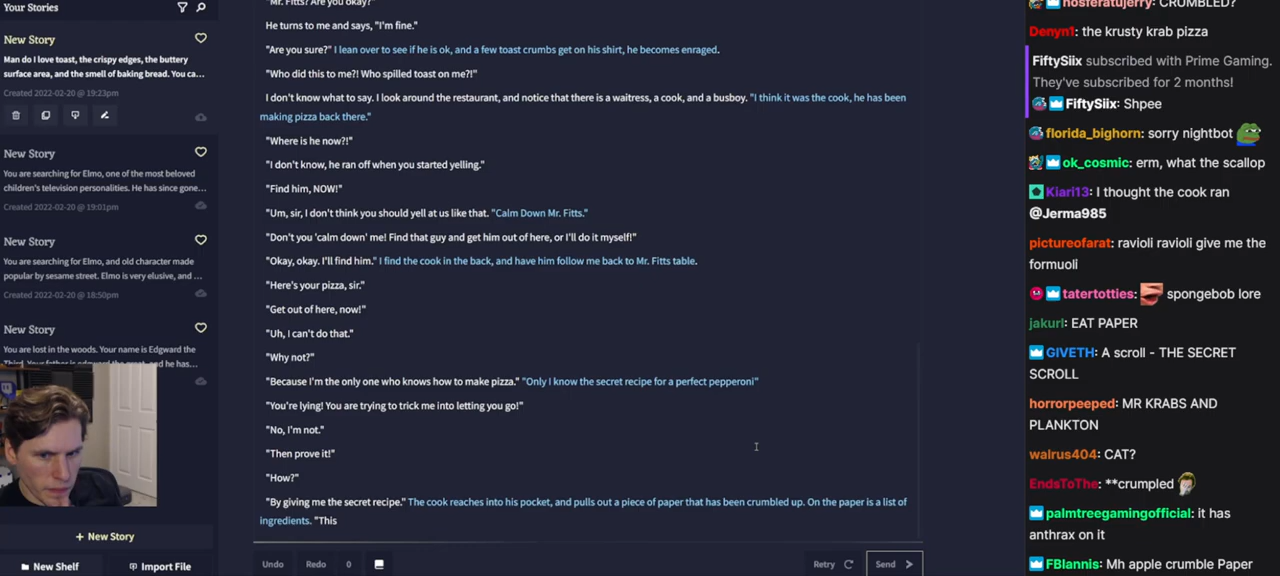 Your Stories
New Story
Man do I love toast, the crispy edges, the buttery
surface area, and the smell of baking bread. You ca...
Created 2022-02-20 @ 19:23pm
New Story
You are searching for Elmo, one of the most beloved
children's television personalities. He has since gone...
Created 2022-02-20 @ 19:01pm
New Story
You are searching for Elmo, and old character made
popular by sesame street. Elmo is very elusive, and ...
Created 2022-02-20 @ 18:50pm
New Story
You are lost in the woods. Your name is Edgward the
+ New Story
New Shelf
Import File
"Mr. Fitts? Are you okay?"
He turns to me and says, "I'm fine."
"Are you sure?" I lean over to see if he is ok, and a few toast crumbs get on his shirt, he becomes enraged.
"Who did this to me?! Who spilled toast on me?!"
I don't know what to say. I look around the restaurant, and notice that there is a waitress, a cook, and a busboy. "I think it was the cook, he has been
making pizza back there."
"Where is he now?!"
"I don't know, he ran off when you started yelling."
"Find him, NOW!"
"Um, sir, I don't think you should yell at us like that. "Calm Down Mr. Fitts."
"Don't you 'calm down' me! Find that guy and get him out of here, or I'll do it myself!"
"Okay, okay. I'll find him." I find the cook in the back, and have him follow me back to Mr. Fitts table.
"Here's your pizza, sir."
"Get out of here, now!"
"Uh, I can't do that."
"Why not?"
"Because I'm the only one who knows how to make pizza." "Only I know the secret recipe for a perfect pepperoni"
"You're lying! You are trying to trick me into letting you go!"
"No, I'm not."
"Then prove it!"
"How?"
"By giving me the secret recipe." The cook reaches into his pocket, and pulls out a piece of paper that has been crumbled up. On the paper is a list of
ingredients. "This
Undo
Redo
0
Retry
Send
nosferatujerry: CRUMBLED?
Denyn1: the krusty krab pizza
FiftySiix subscribed with Prime Gaming.
They've subscribed for 2 months!
FiftySiix: Shpee
florida_bighorn: sorry nightbot
ok_cosmic: erm, what the scallop
Kiari13: I thought the cook ran
@Jerma985
pictureofarat: ravioli ravioli give me the
formuoli
tatertotties: spongebob lore
jakurl: EAT PAPER
GIVETH: A scroll - THE SECRET
SCROLL
horrorpeeped: MR KRABS AND
PLANKTON
walrus404: CAT?
EndsToThe: **crumpled
palmtreegamingofficial: it has
anthrax on it
FBIannis: Mh apple crumble Paper